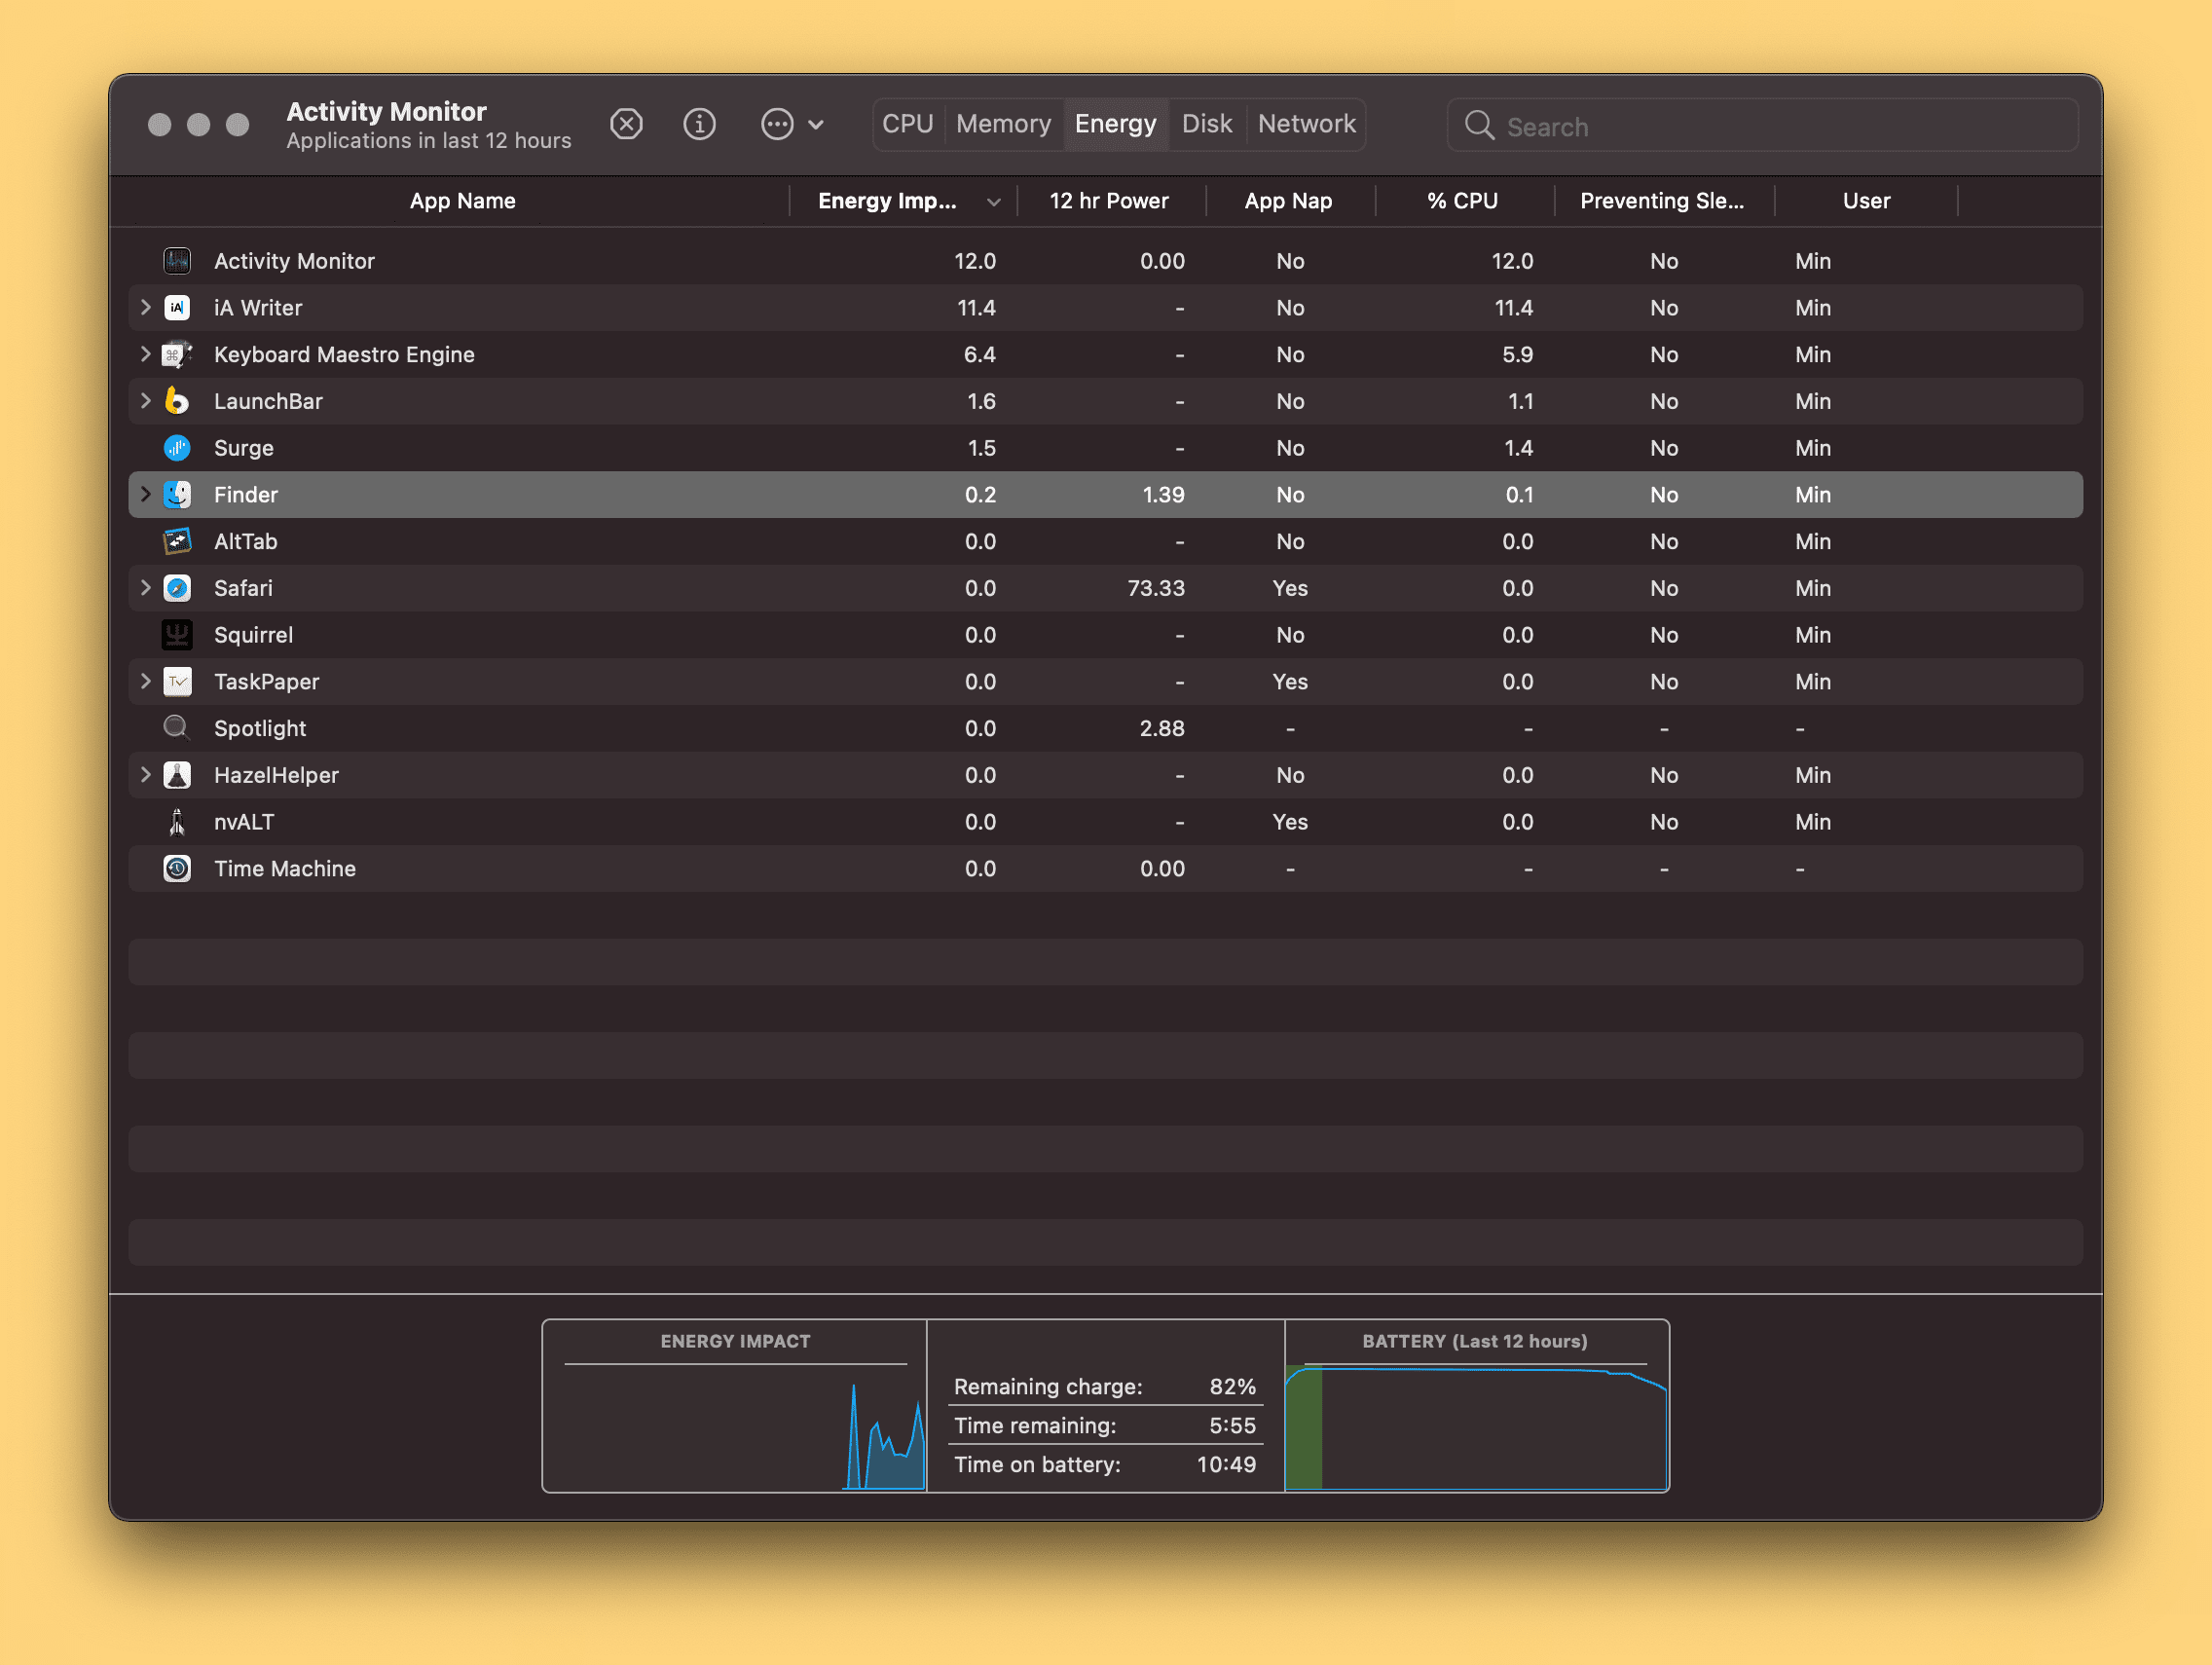 Activity Monitor
Applications in last 12 hours
CPU Memory Energy Disk Network
Search
App Name Energy Imp... 12 hr Power App Nap % CPU Preventing Sle... User
Activity Monitor 12.0 0.00 No 12.0 No Min
iA iA Writer 11.4 - No 11.4 No Min
⌘ Keyboard Maestro Engine 6.4 - No 5.9 No Min
LaunchBar 1.6 - No 1.1 No Min
Surge 1.5 - No 1.4 No Min
Finder 0.2 1.39 No 0.1 No Min
AltTab 0.0 - No 0.0 No Min
Safari 0.0 73.33 Yes 0.0 No Min
Squirrel 0.0 - No 0.0 No Min
TaskPaper 0.0 - Yes 0.0 No Min
Spotlight 0.0 2.88 - - - -
HazelHelper 0.0 - No 0.0 No Min
nvALT 0.0 - Yes 0.0 No Min
Time Machine 0.0 0.00 - - - -
ENERGY IMPACT
Remaining charge: 82%
Time remaining: 5:55
Time on battery: 10:49
BATTERY (Last 12 hours)